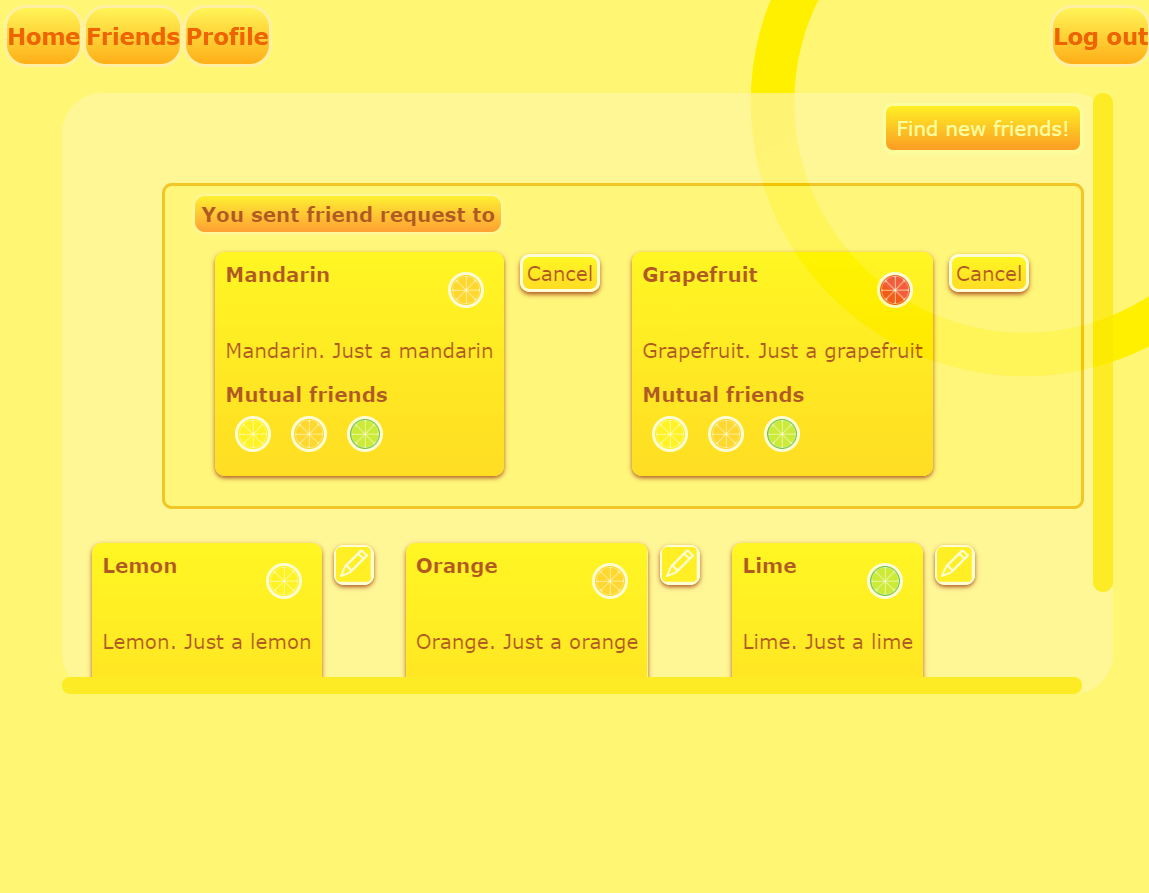 Home Friends Profile Log out
Find new friends!
You sent friend request to
Mandarin
Cancel
Mandarin. Just a mandarin
Mutual friends
Grapefruit
Cancel
Grapefruit. Just a grapefruit
Mutual friends
Lemon
Lemon. Just a lemon
Orange
Orange. Just a orange
Lime
Lime. Just a lime